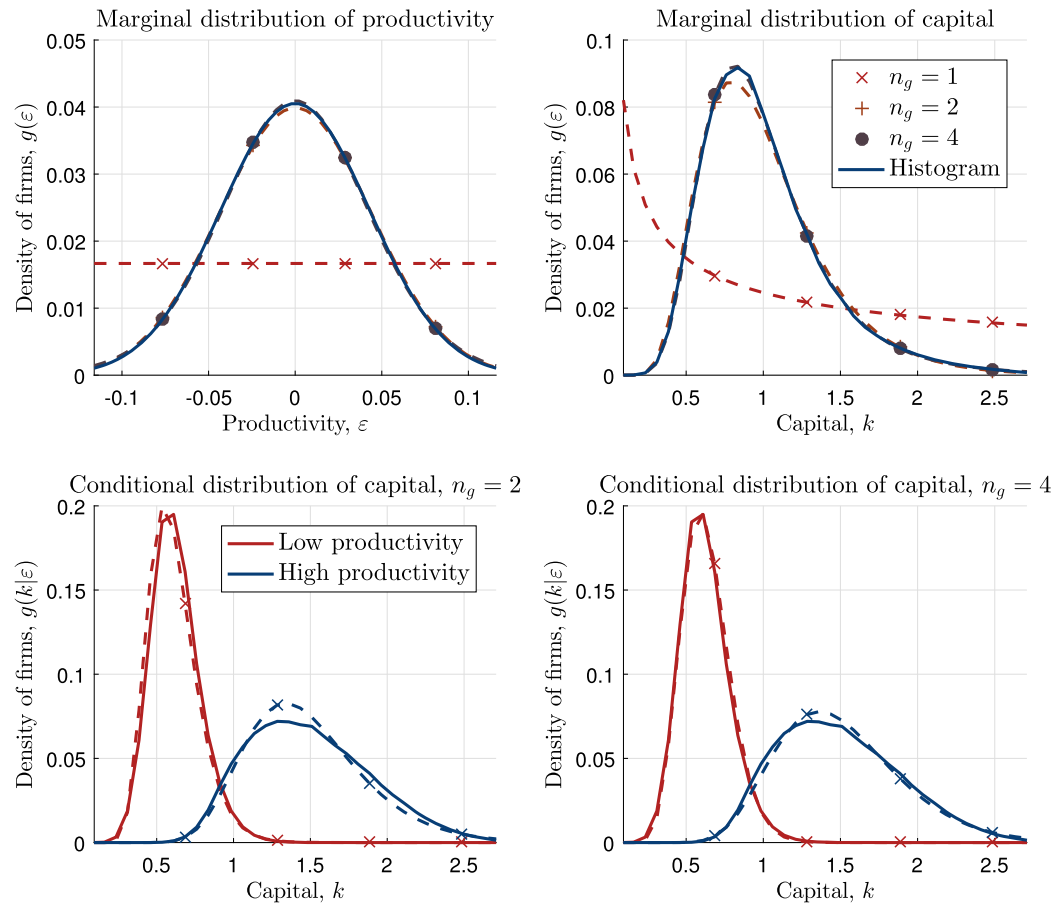 Marginal distribution of productivity
Density of firms, g(ε)
0.05
0.04
0.03
0.02
0.01
0
-0.1 -0.05 0 0.05 0.1
Productivity, ε
Marginal distribution of capital
Density of firms, g(ε)
0.1
0.08
0.06
0.04
0.02
0
n_g = 1
n_g = 2
n_g = 4
Histogram
0.5 1 1.5 2 2.5
Capital, k
Conditional distribution of capital, n_g = 2
Density of firms, g(k|ε)
0.2
0.15
0.1
0.05
0
Low productivity
High productivity
0.5 1 1.5 2 2.5
Capital, k
Conditional distribution of capital, n_g = 4
Density of firms, g(k|ε)
0.2
0.15
0.1
0.05
0
0.5 1 1.5 2 2.5
Capital, k